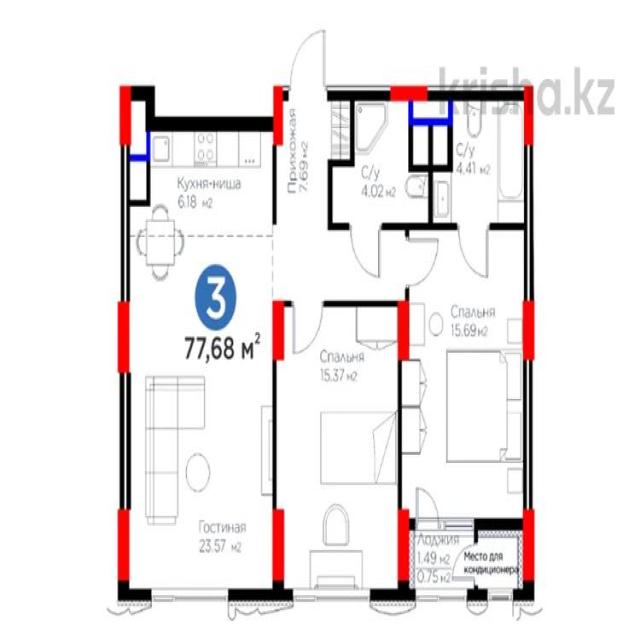 krisha.kz
Прихожая
7.69 м2
С/у
4.02 м2
С/у
4.41 м2
Кухня-ниша
6.18 м2
3
77,68 м²
Спальня
15.69 м2
Спальня
15.37 м2
Гостиная
23.57 м2
Лоджия
1.49 м2
0.75 м2
Место для
кондиционера